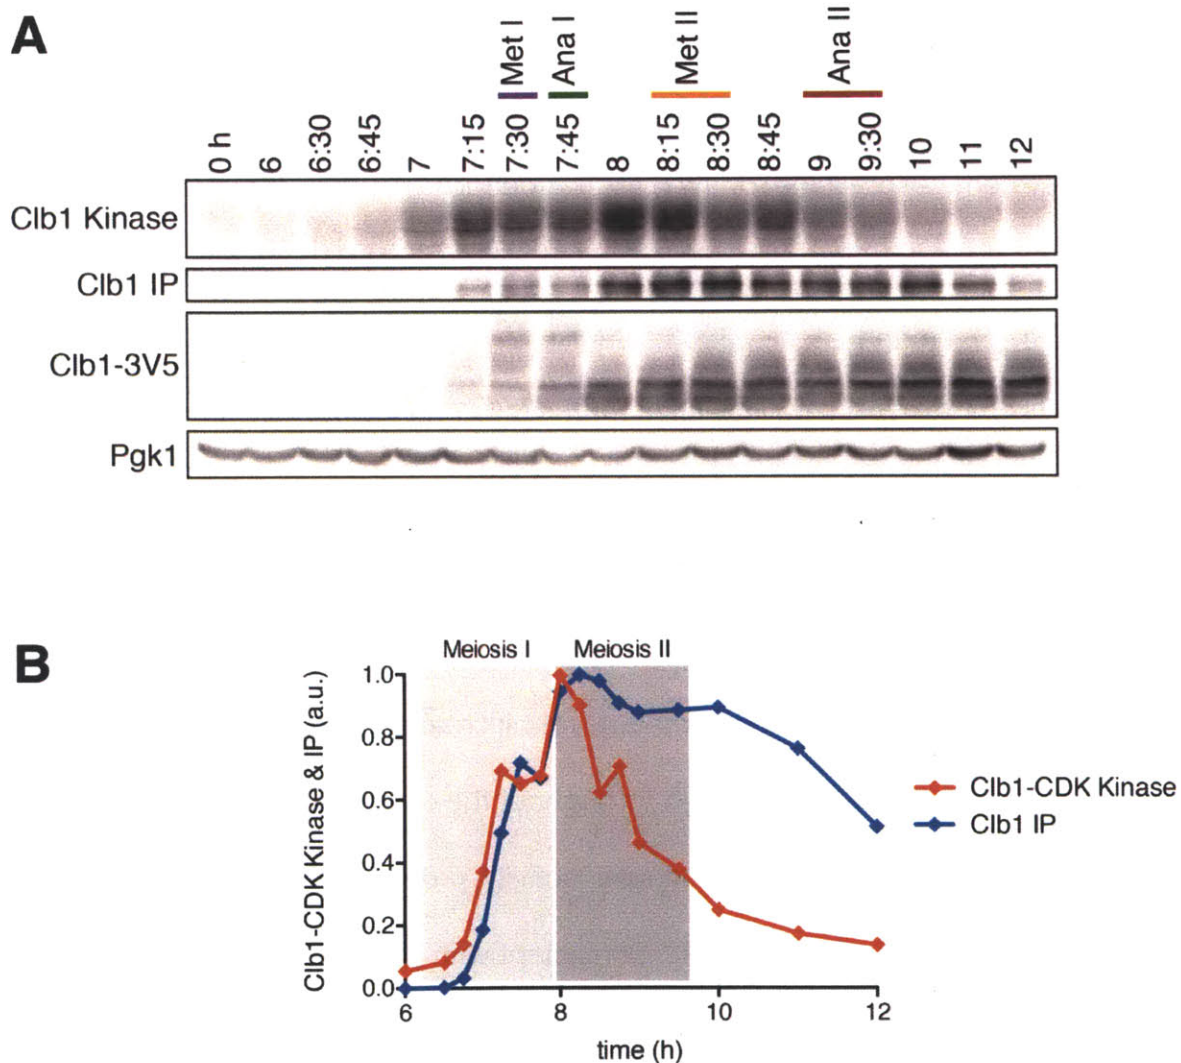 A
Met I Ana I Met II Ana II
0 h 6 6:30 6:45 7 7:15 7:30 7:45 8 8:15 8:30 8:45 9 9:30 10 11 12
Clb1 Kinase
Clb1 IP
Clb1-3V5
Pgk1
B
Meiosis I Meiosis II
Clb1-CDK Kinase & IP (a.u.)
1.0
0.8
0.6
0.4
0.2
0.0
6 8 10 12
time (h)
Clb1-CDK Kinase
Clb1 IP